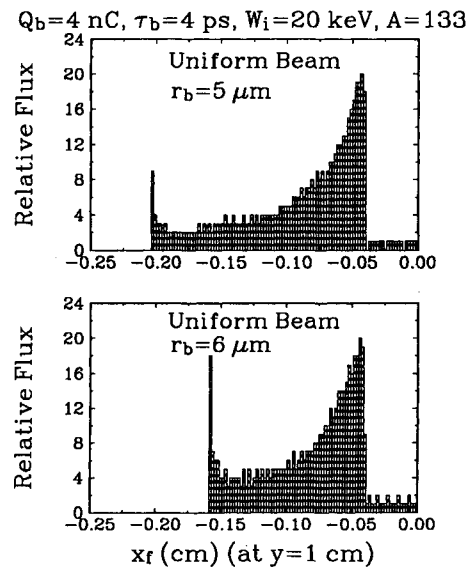 Q_b=4 nC, τ_b=4 ps, W_i=20 keV, A=133
Relative Flux
24
20
16
12
8
4
0
Uniform Beam
r_b=5 μm
-0.25 -0.20 -0.15 -0.10 -0.05 0.00
Relative Flux
24
20
16
12
8
4
0
Uniform Beam
r_b=6 μm
-0.25 -0.20 -0.15 -0.10 -0.05 0.00
x_f (cm) (at y=1 cm)